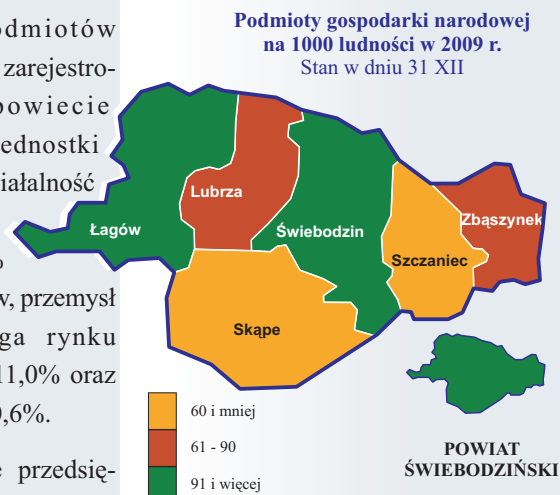 odmiotów
zarejestro-
powiecie
ednostki
iałalność
w, przemysł
ga rynku
11,0% oraz
0,6%.
e przedsię-
Podmioty gospodarki narodowej
na 1000 ludności w 2009 r.
Stan w dniu 31 XII
Lubrza
Zbąszynek
Łagów
Świebodzin
Szczaniec
Skąpe
60 i mniej
61 - 90
91 i więcej
POWIAT
ŚWIEBODZIŃSKI